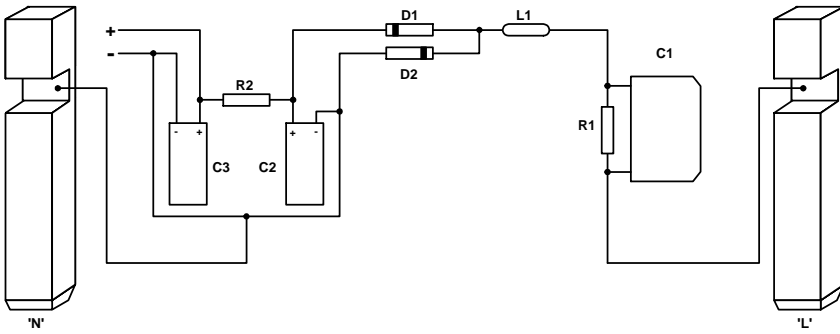 D1
L1
+
-
D2
C1
R2
R1
- +
+ -
C3
C2
'N'
'L'